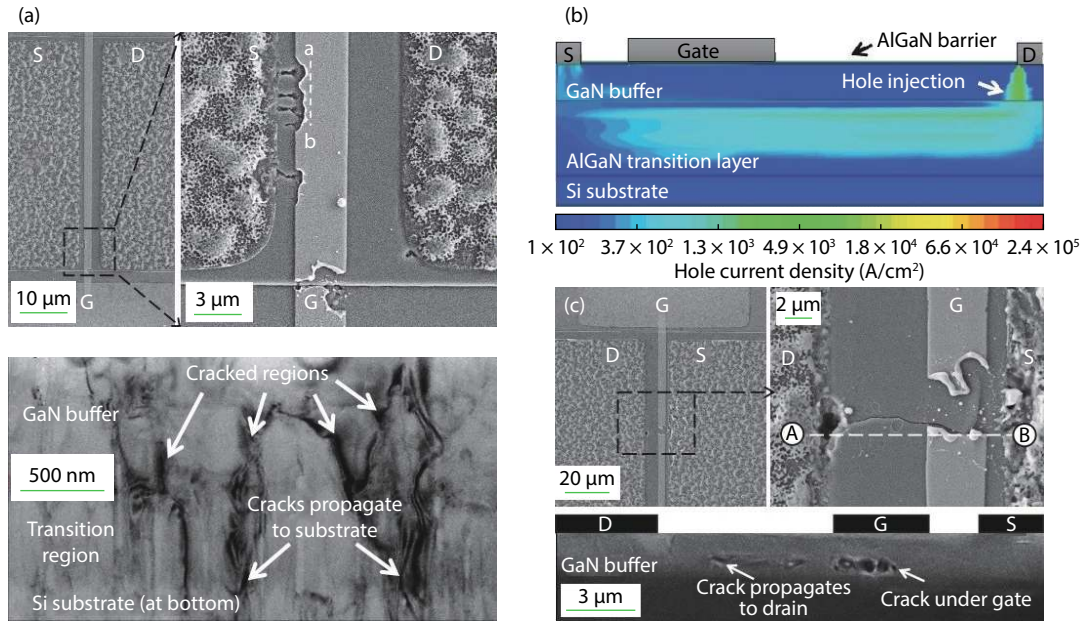 (a)
S
D
S
a
b
D
G
G
10 µm
3 µm
Cracked regions
GaN buffer
500 nm
Cracks propagate
to substrate
Transition
region
Si substrate (at bottom)
(b)
AlGaN barrier
S
Gate
D
Hole injection
GaN buffer
AlGaN transition layer
Si substrate
1 × 10²
3.7 × 10²
1.3 × 10³
4.9 × 10³
1.8 × 10⁴
6.6 × 10⁴
2.4 × 10⁵
Hole current density (A/cm²)
(c)
G
D
S
20 µm
2 µm
G
D
S
A
B
D
G
S
GaN buffer
Crack propagates
to drain
Crack under gate
3 µm